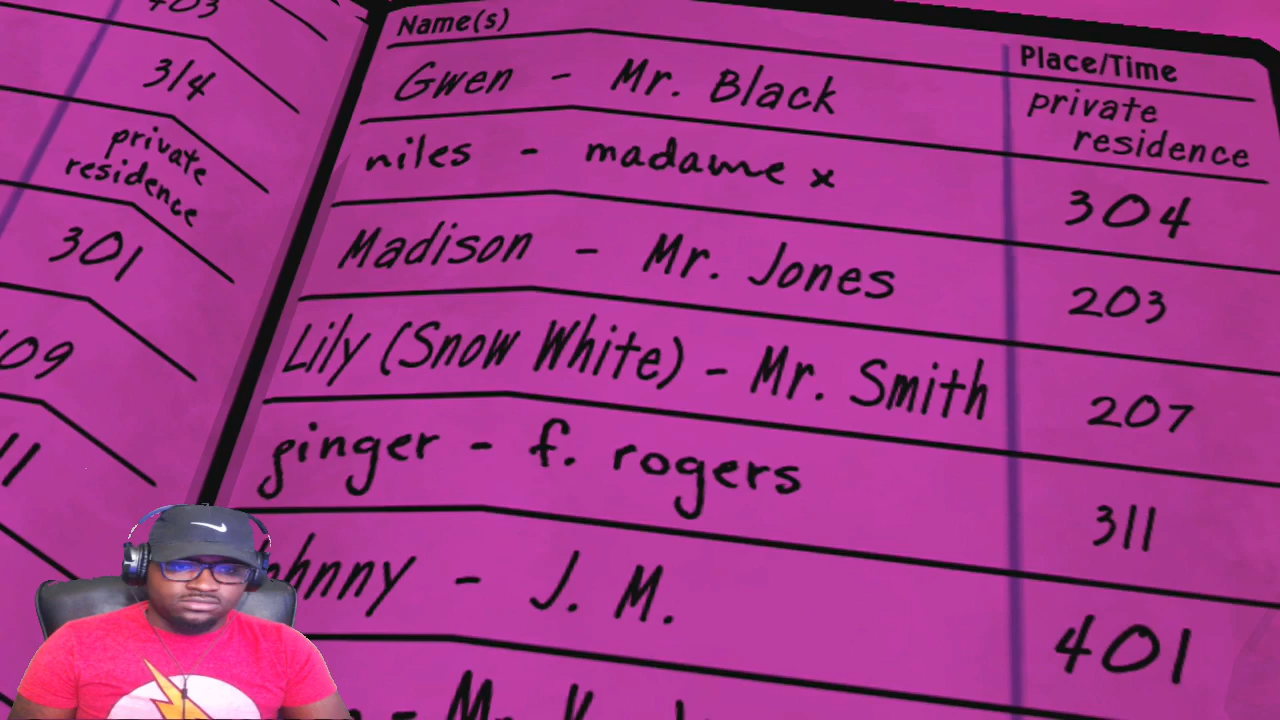 403
3/4
private
residence
301
09
11
Name(s) Place/Time
Gwen - Mr. Black private
residence
niles - madame x 304
Madison - Mr. Jones 203
Lily (Snow White) - Mr. Smith 207
ginger - f. rogers 311
hnny - J. M. 401